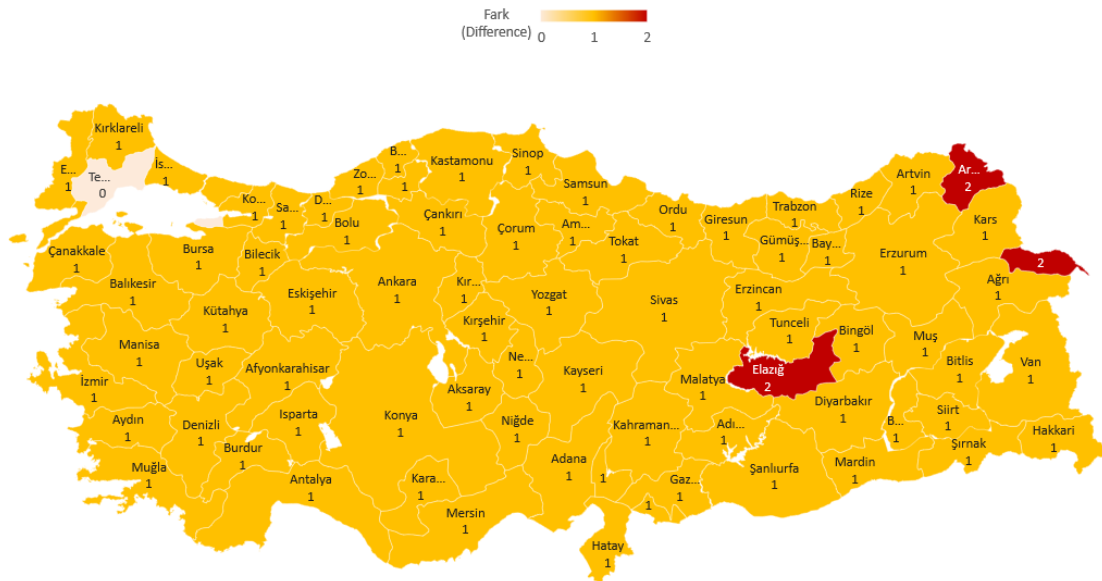 Fark
(Difference)
0
1
2
Kırklareli
1
E...
1
Te...
0
İs...
1
Ko...
1
Sa...
1
D...
1
Zo...
1
B...
1
1
Kastamonu
1
Sinop
1
Samsun
1
Ordu
1
Giresun
1
Trabzon
1
Rize
1
Artvin
1
Ar...
2
Kars
1
2
Ağrı
1
Çanakkale
1
Balıkesir
1
Bursa
1
Bilecik
1
Bolu
1
Çankırı
1
Çorum
1
Am...
1
Tokat
1
Gümüş...
1
Bay...
1
Erzurum
1
Kütahya
1
Eskişehir
1
Ankara
1
Kır...
1
Kırşehir
1
Yozgat
1
Sivas
1
Erzincan
1
Tunceli
1
Bingöl
1
Muş
1
Bitlis
1
Van
1
Manisa
1
Uşak
1
Afyonkarahisar
1
Ne...
1
Aksaray
1
Kayseri
1
Malatya
1
Elazığ
2
Diyarbakır
1
B...
1
Siirt
1
Şırnak
1
Hakkari
1
İzmir
1
Aydın
1
Denizli
1
Isparta
1
Burdur
1
Konya
1
Niğde
1
Kahraman...
1
Adı...
1
Şanlıurfa
1
Mardin
1
Muğla
1
Antalya
1
Kara...
1
Mersin
1
Adana
1
1
1
Gaz...
1
Hatay
1